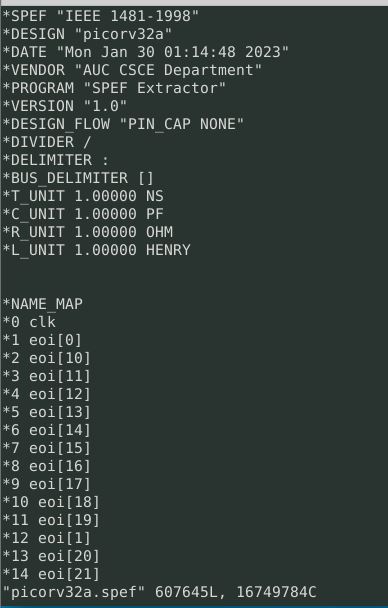 *SPEF "IEEE 1481-1998"
*DESIGN "picorv32a"
*DATE "Mon Jan 30 01:14:48 2023"
*VENDOR "AUC CSCE Department"
*PROGRAM "SPEF Extractor"
*VERSION "1.0"
*DESIGN_FLOW "PIN_CAP NONE"
*DIVIDER /
*DELIMITER :
*BUS_DELIMITER []
*T_UNIT 1.00000 NS
*C_UNIT 1.00000 PF
*R_UNIT 1.00000 OHM
*L_UNIT 1.00000 HENRY
*NAME_MAP
*0 clk
*1 eoi[0]
*2 eoi[10]
*3 eoi[11]
*4 eoi[12]
*5 eoi[13]
*6 eoi[14]
*7 eoi[15]
*8 eoi[16]
*9 eoi[17]
*10 eoi[18]
*11 eoi[19]
*12 eoi[1]
*13 eoi[20]
*14 eoi[21]
"picorv32a.spef" 607645L, 16749784C